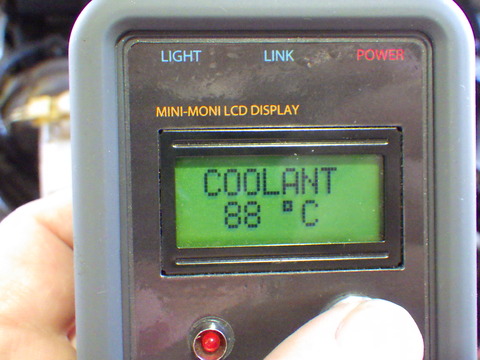 LIGHT LINK POWER
MINI-MONI LCD DISPLAY
COOLANT
88 °C